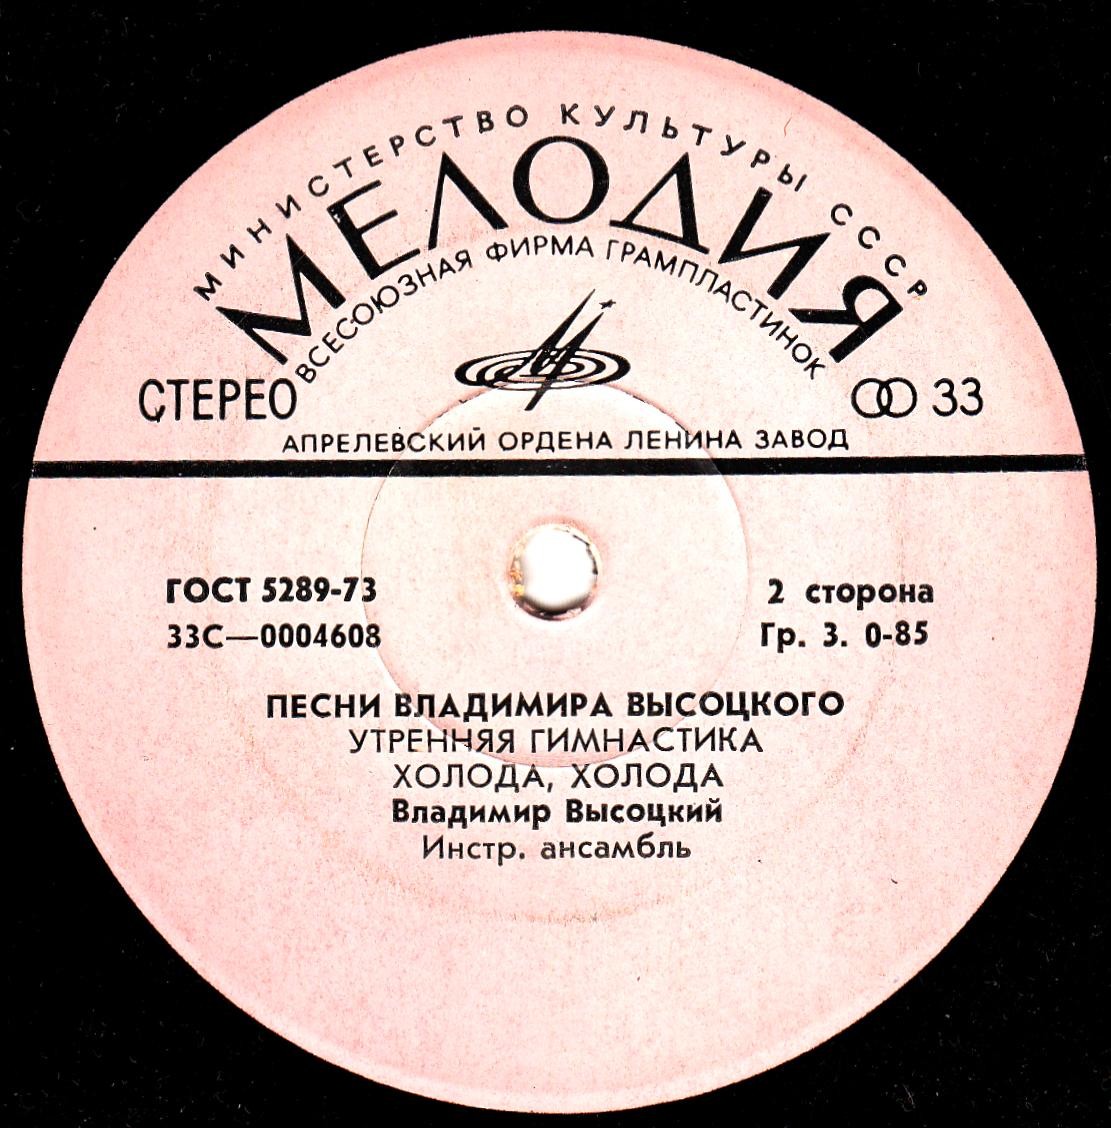 МИНИСТЕРСТВО КУЛЬТУРЫ СССР
МЕЛОДИЯ
ВСЕСОЮЗНАЯ ФИРМА ГРАМПЛАСТИНОК
СТЕРЕО 33
АПРЕЛЕВСКИЙ ОРДЕНА ЛЕНИНА ЗАВОД
ГОСТ 5289-73 2 сторона
33С—0004608 Гр. 3. 0-85
ПЕСНИ ВЛАДИМИРА ВЫСОЦКОГО
УТРЕННЯЯ ГИМНАСТИКА
ХОЛОДА, ХОЛОДА
Владимир Высоцкий
Инстр. ансамбль